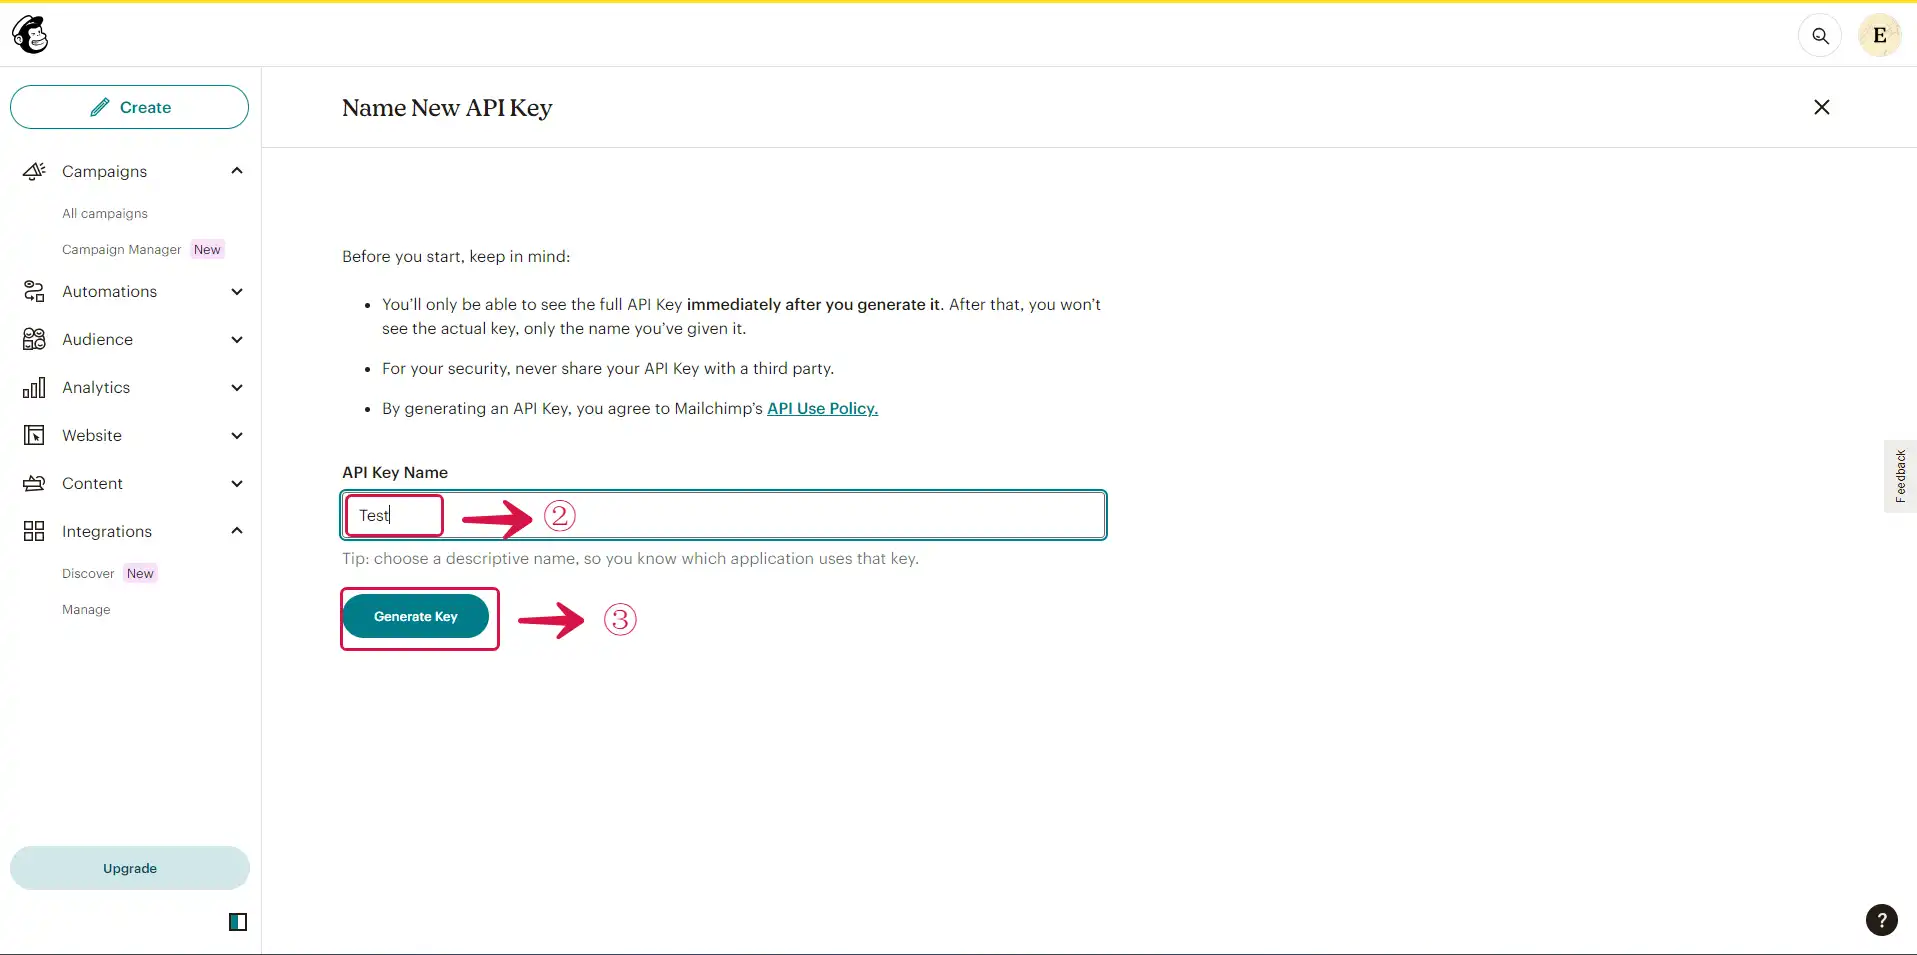 E
Create
Name New API Key
Campaigns
All campaigns
Campaign Manager New
Automations
Audience
Analytics
Website
Content
Integrations
Discover New
Manage
Upgrade
Before you start, keep in mind:
• You’ll only be able to see the full API Key immediately after you generate it. After that, you won’t
see the actual key, only the name you’ve given it.
• For your security, never share your API Key with a third party.
• By generating an API Key, you agree to Mailchimp’s API Use Policy.
API Key Name
Test ②
Tip: choose a descriptive name, so you know which application uses that key.
Generate Key ③
Feedback
?